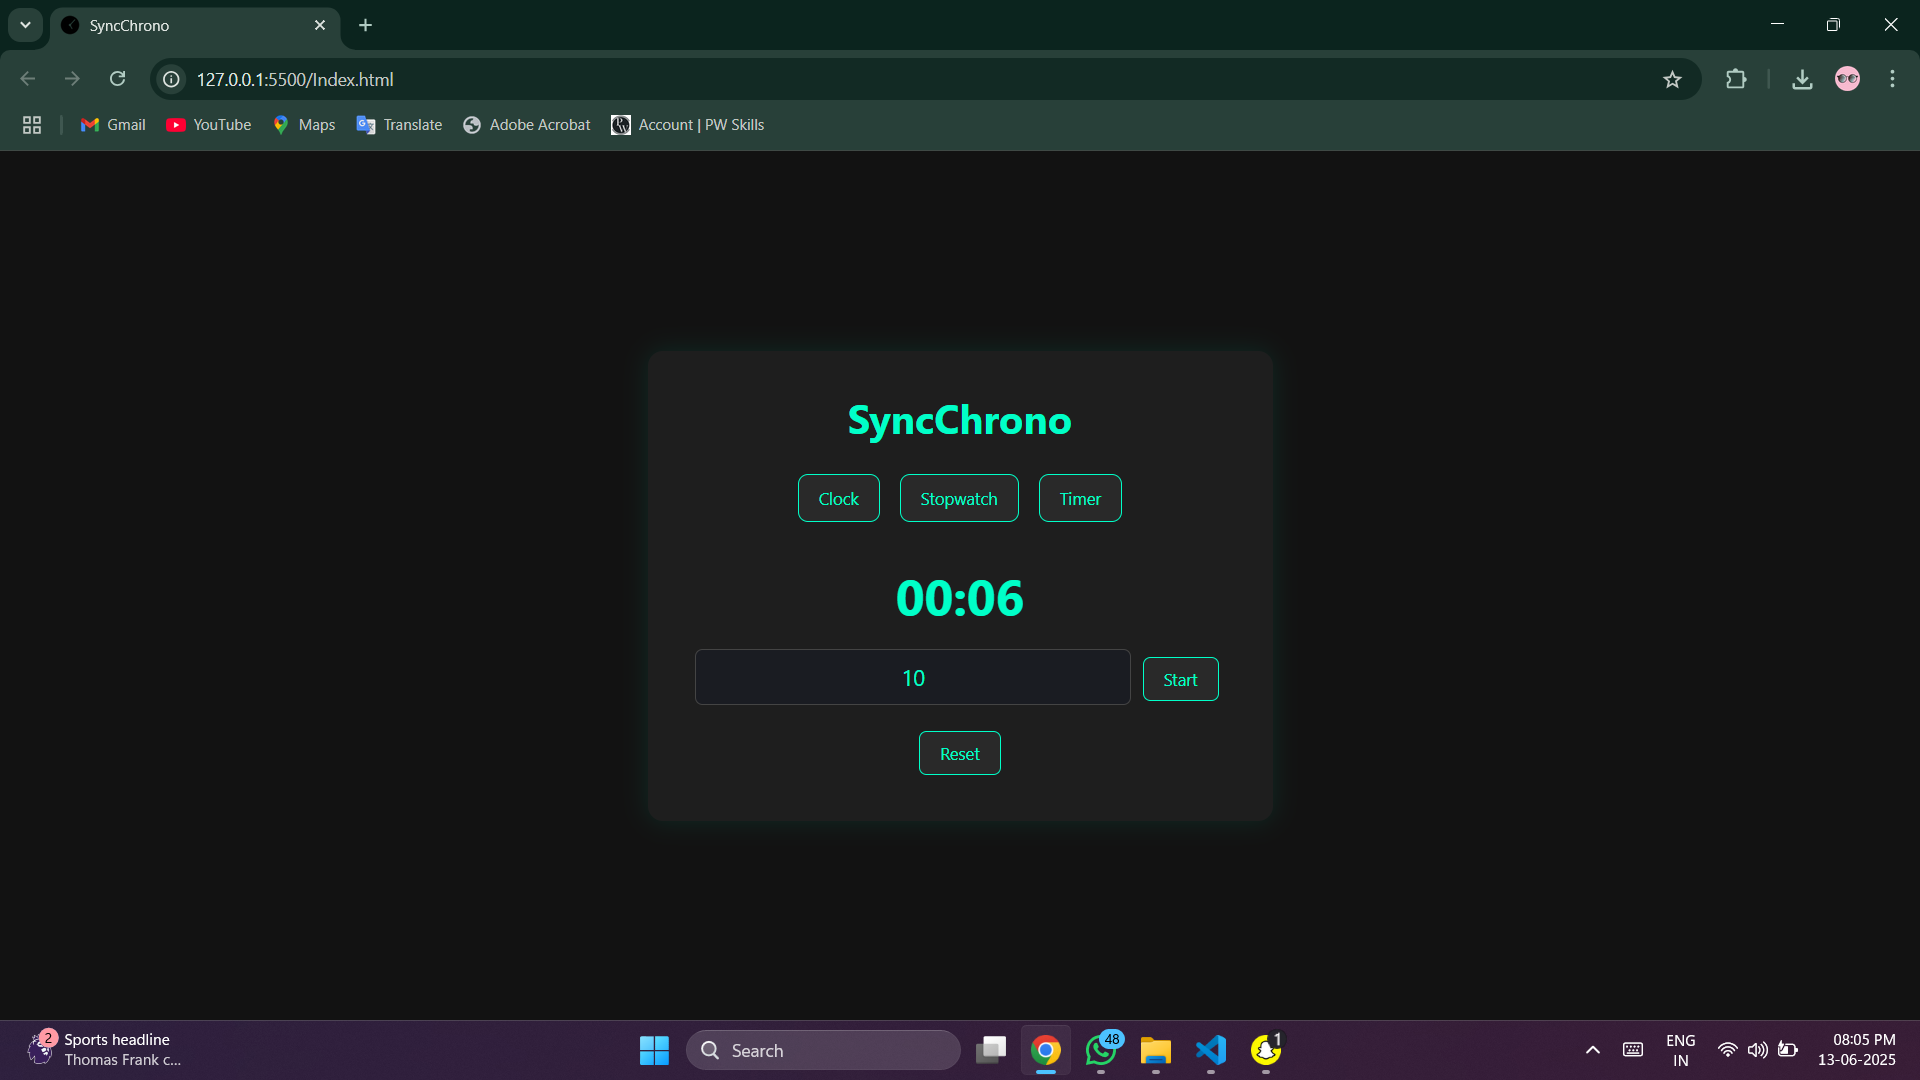 SyncChrono
127.0.0.1:5500/Index.html
Gmail
YouTube
Maps
Translate
Adobe Acrobat
PW
Account | PW Skills
SyncChrono
Clock
Stopwatch
Timer
00:06
10
Start
Reset
2
Sports headline
Thomas Frank c...
Search
48
1
ENG
IN
08:05 PM
13-06-2025